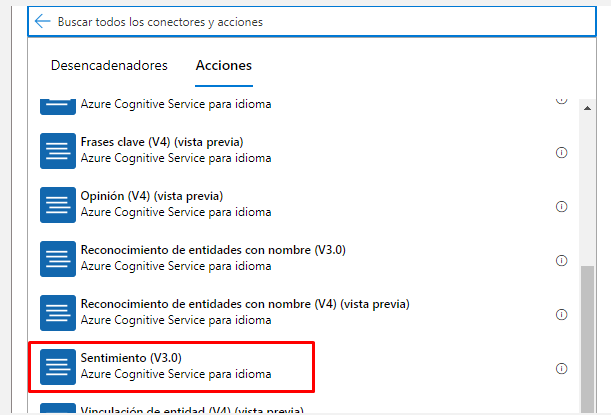 Buscar todos los conectores y acciones
Desencadenadores
Acciones
Azure Cognitive Service para idioma
Frases clave (V4) (vista previa)
Azure Cognitive Service para idioma
Opinión (V4) (vista previa)
Azure Cognitive Service para idioma
Reconocimiento de entidades con nombre (V3.0)
Azure Cognitive Service para idioma
Reconocimiento de entidades con nombre (V4) (vista previa)
Azure Cognitive Service para idioma
Sentimiento (V3.0)
Azure Cognitive Service para idioma
Vinculación de entidad (V4) (vista previa)